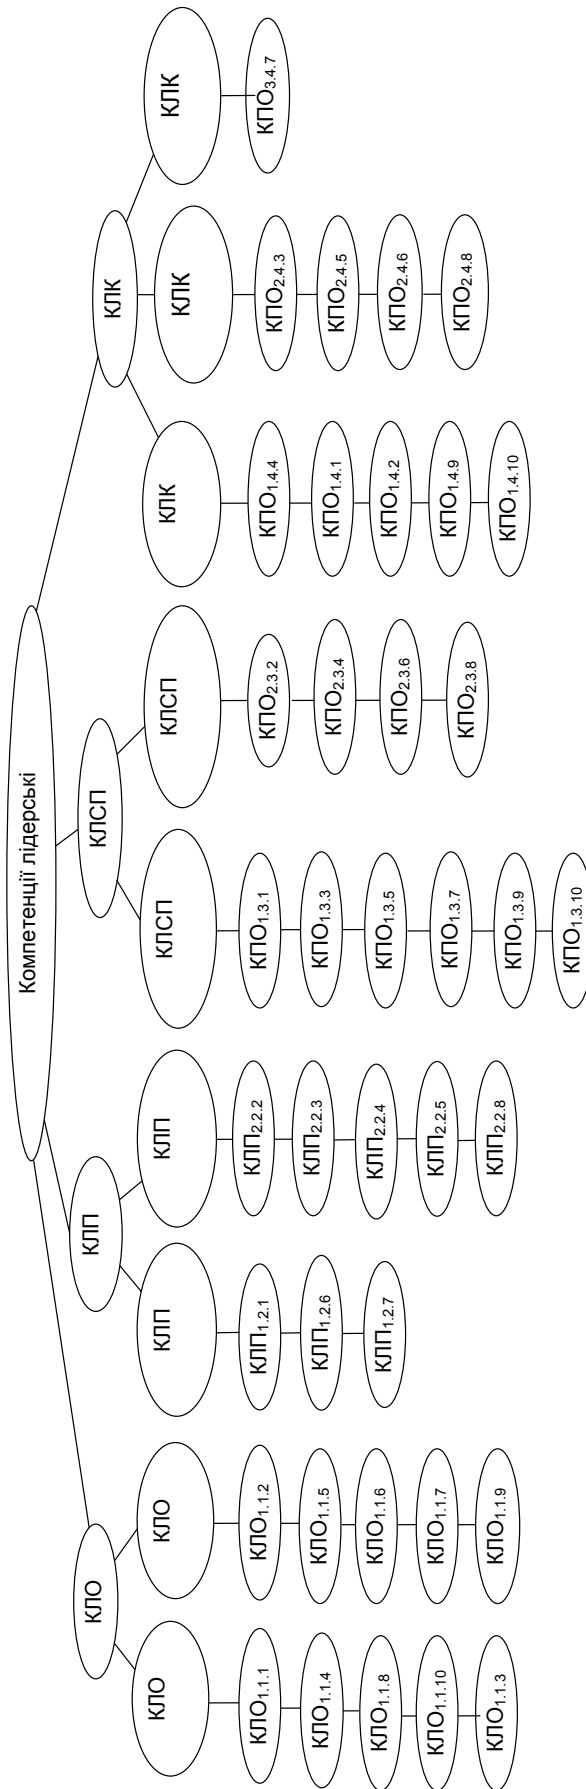 Компетенції лідерські
КЛО
КЛП
КЛСП
КЛК
КЛО
КЛО
КЛП
КЛП
КЛСП
КЛСП
КЛК
КЛК
КЛК
КЛО1.1.1
КЛО1.1.4
КЛО1.1.8
КЛО1.1.10
КЛО1.1.3
КЛО1.1.2
КЛО1.1.5
КЛО1.1.6
КЛО1.1.7
КЛО1.1.9
КЛП1.2.1
КЛП1.2.6
КЛП1.2.7
КЛП2.2.2
КЛП2.2.3
КЛП2.2.4
КЛП2.2.5
КЛП2.2.8
КПО1.3.1
КПО1.3.3
КПО1.3.5
КПО1.3.7
КПО1.3.9
КПО1.3.10
КПО2.3.2
КПО2.3.4
КПО2.3.6
КПО2.3.8
КПО1.4.4
КПО1.4.1
КПО1.4.2
КПО1.4.9
КПО1.4.10
КПО2.4.3
КПО2.4.5
КПО2.4.6
КПО2.4.8
КПО3.4.7